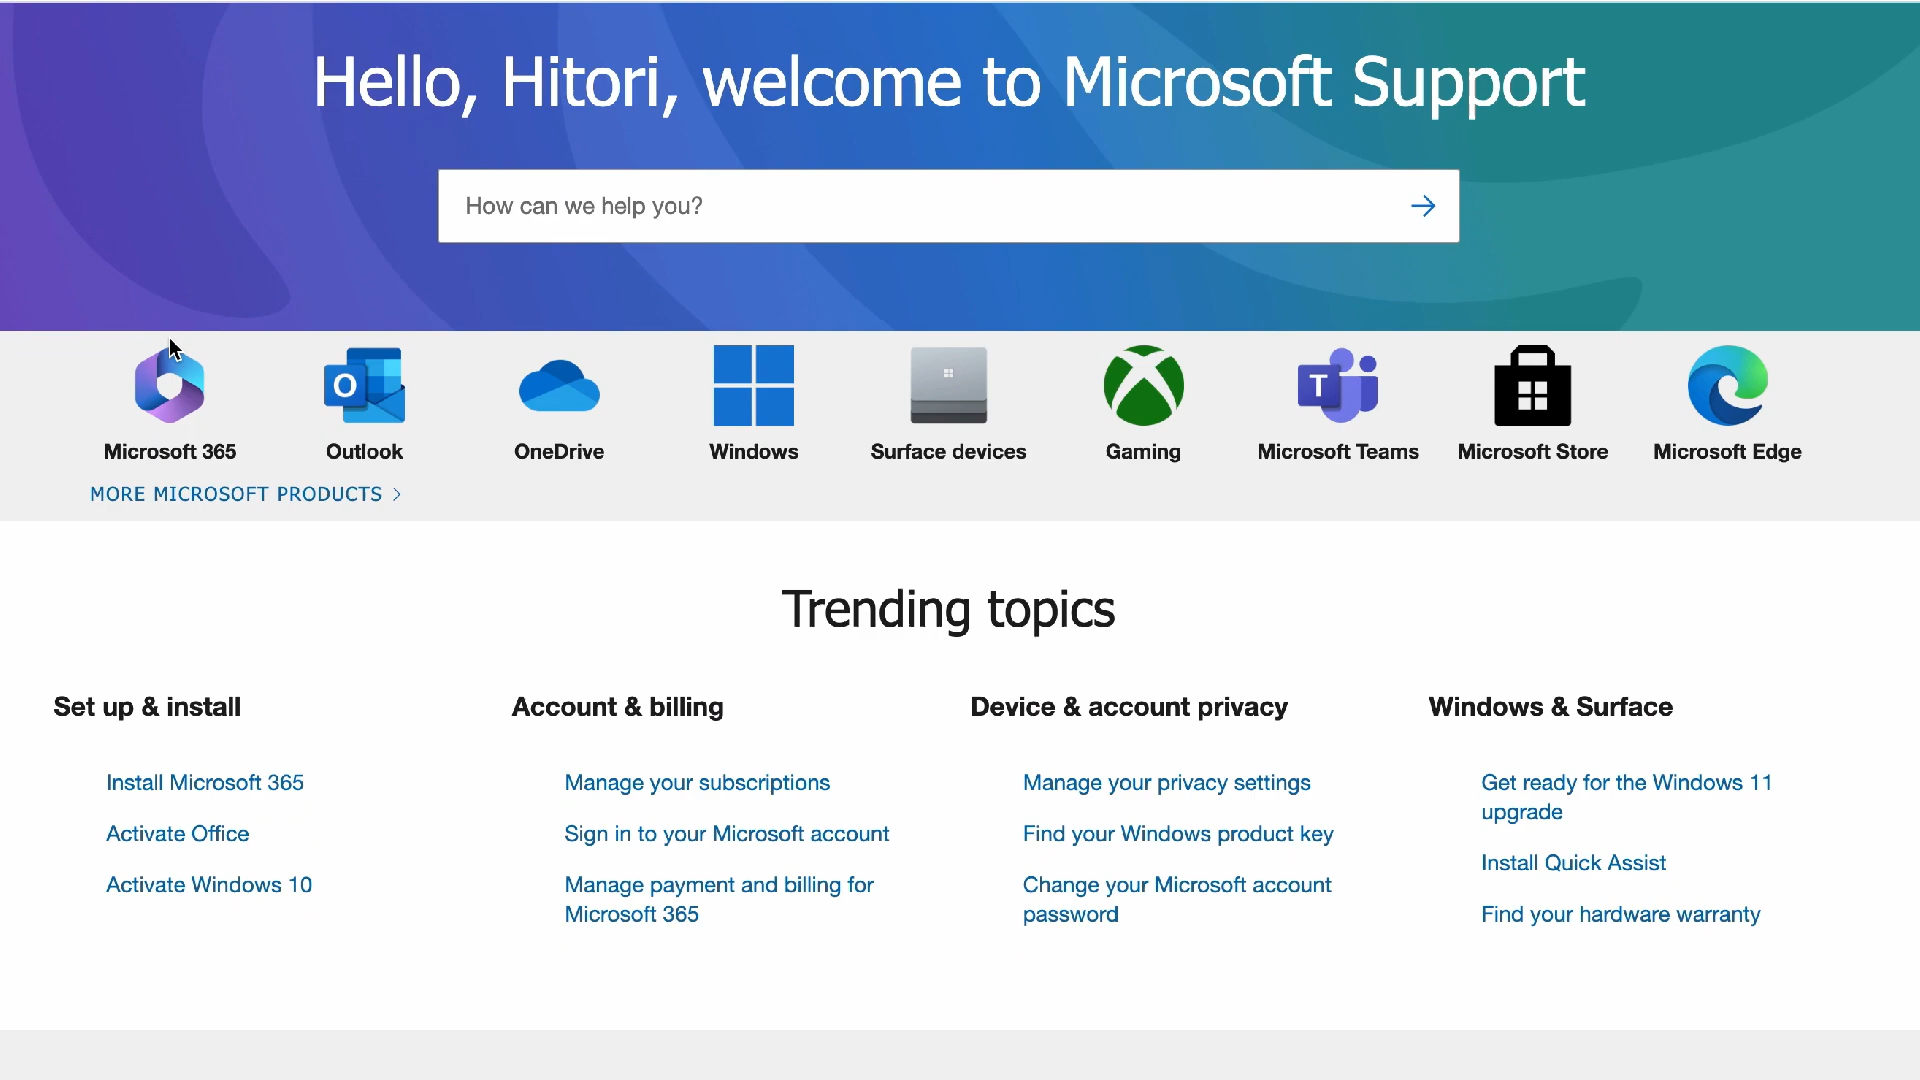 Hello, Hitori, welcome to Microsoft Support
How can we help you?
Microsoft 365
Outlook
OneDrive
Windows
Surface devices
Gaming
Microsoft Teams
Microsoft Store
Microsoft Edge
MORE MICROSOFT PRODUCTS >
Trending topics
Set up & install
Install Microsoft 365
Activate Office
Activate Windows 10
Account & billing
Manage your subscriptions
Sign in to your Microsoft account
Manage payment and billing for
Microsoft 365
Device & account privacy
Manage your privacy settings
Find your Windows product key
Change your Microsoft account
password
Windows & Surface
Get ready for the Windows 11
upgrade
Install Quick Assist
Find your hardware warranty